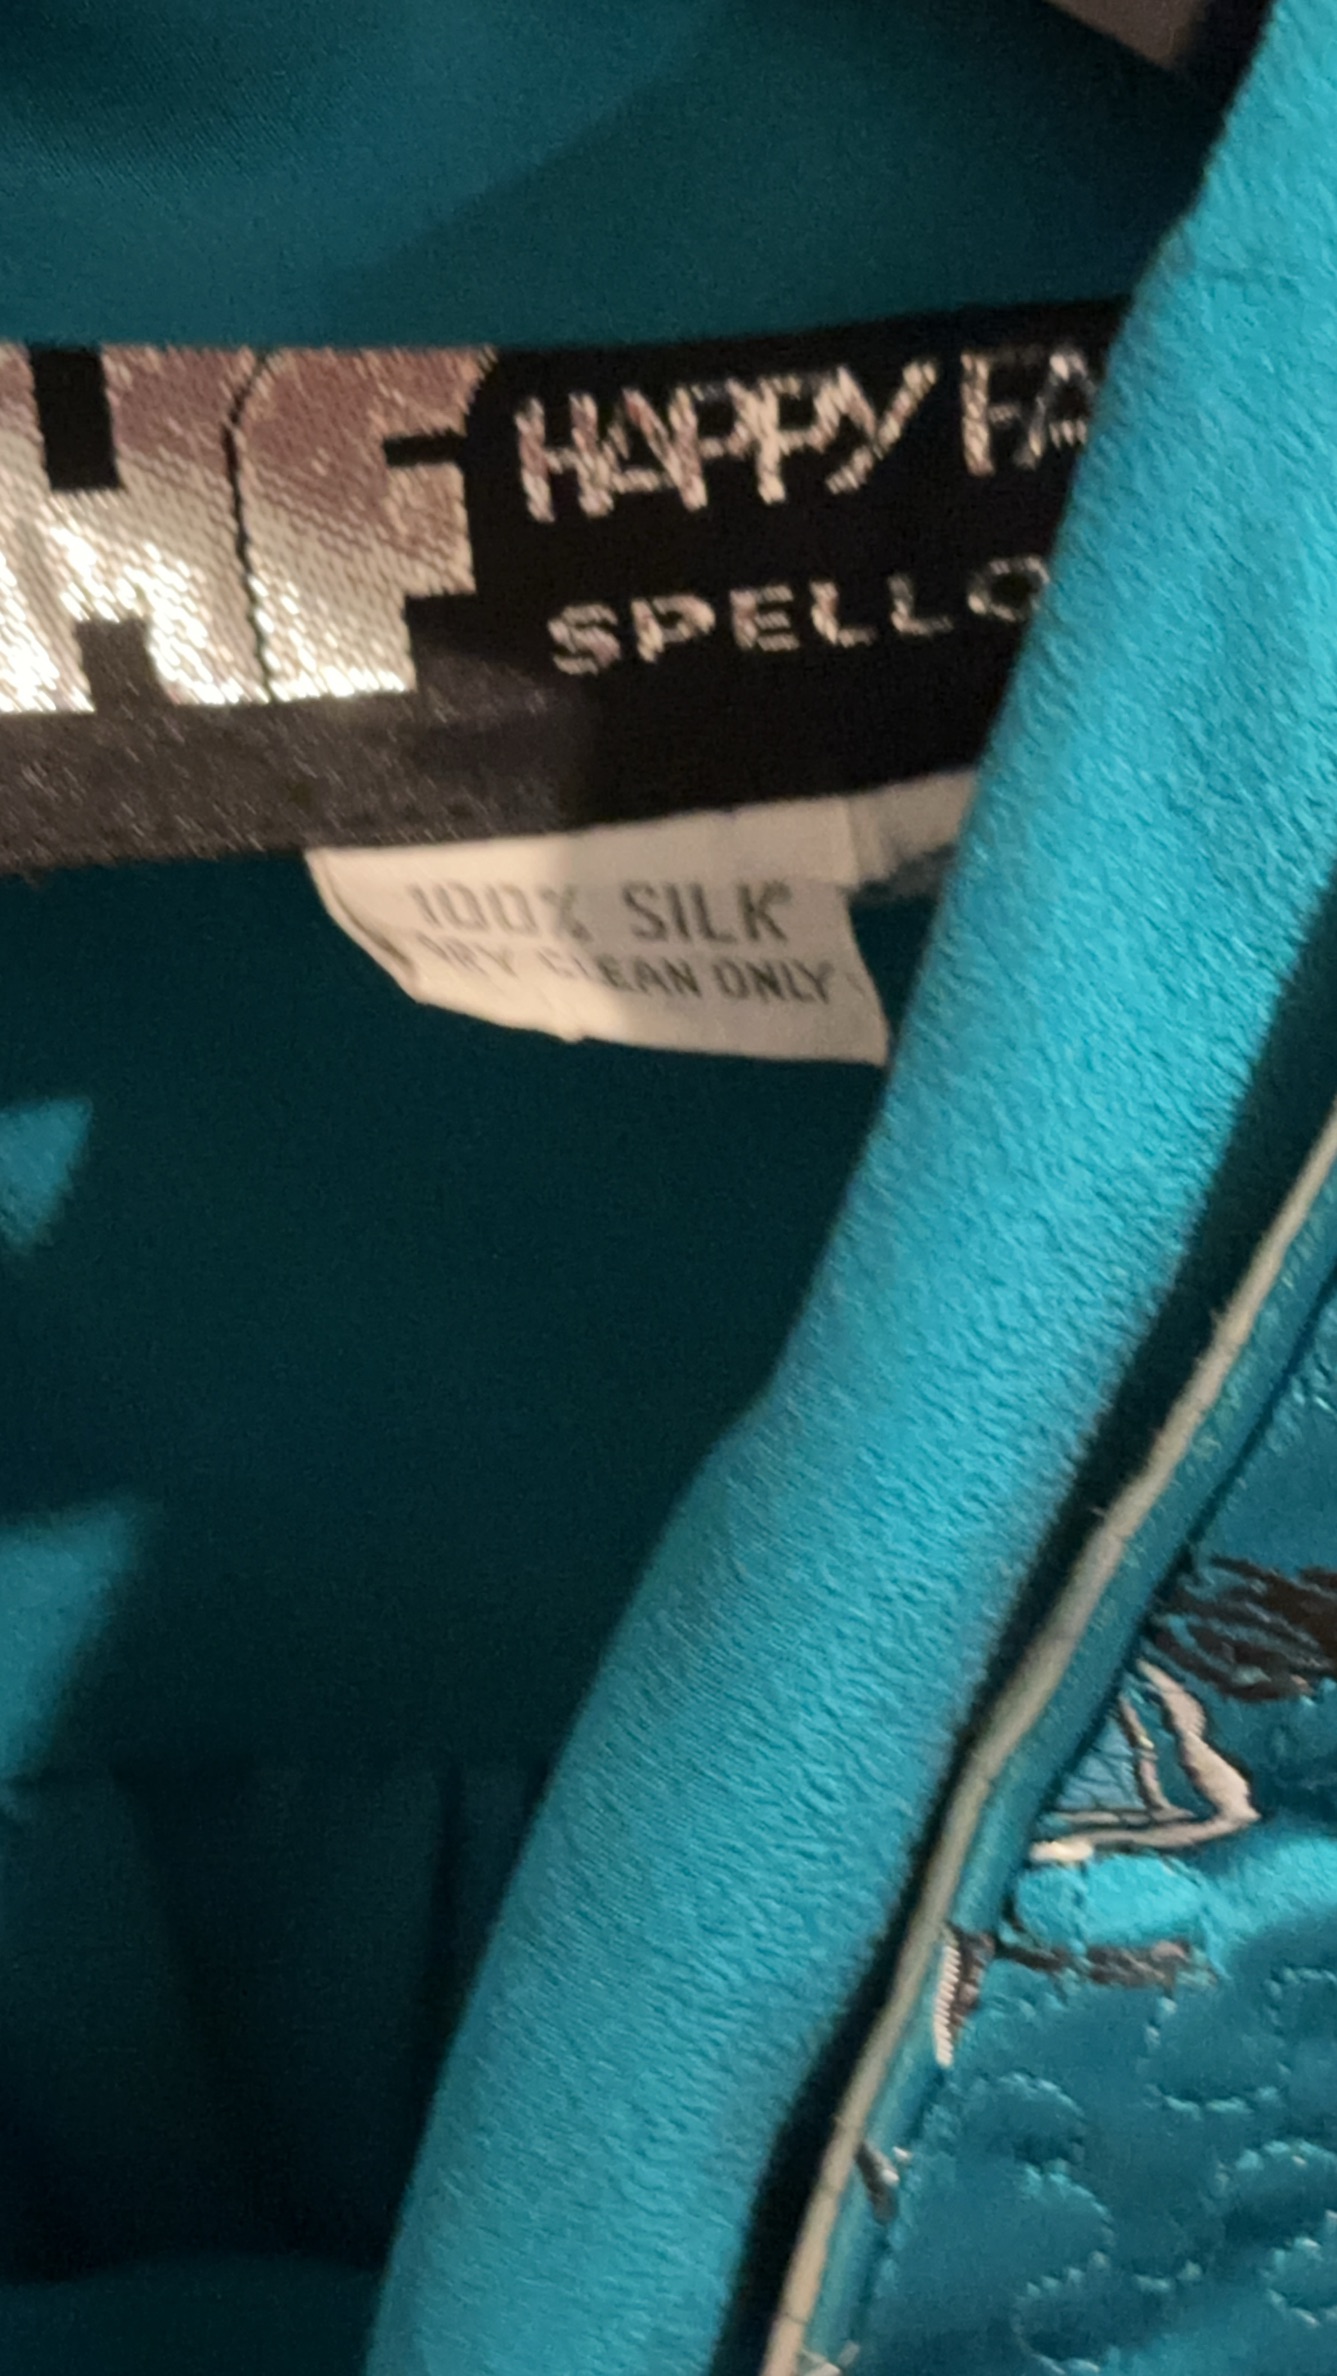 HF HAPPY FA
SPELLO
100% SILK
DRY CLEAN ONLY